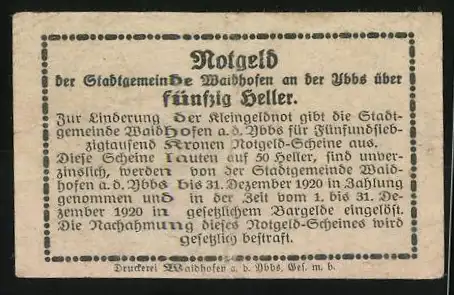 Notgeld
der Stadtgemeinde Waidhofen an der Ybbs über
fünfzig Heller.
Zur Linderung der Kleingeldnot gibt die Stadt-
gemeinde Waidhofen a. d. Ybbs für Fünfundsieb-
zigtausend Kronen Notgeld-Scheine aus.
Diese Scheine lauten auf 50 Heller, sind unver-
zinslich, werden von der Stadtgemeinde Waid-
hofen a. d. Ybbs bis 31. Dezember 1920 in Zahlung
genommen und in der Zeit vom 1. bis 31. De-
zember 1920 in gesetzlichem Bargelde eingelöst.
Die Nachahmung dieses Notgeld-Scheines wird
gesetzlich bestraft.
Druckerei Waidhofen a. d. Ybbs, Ges. m. b.